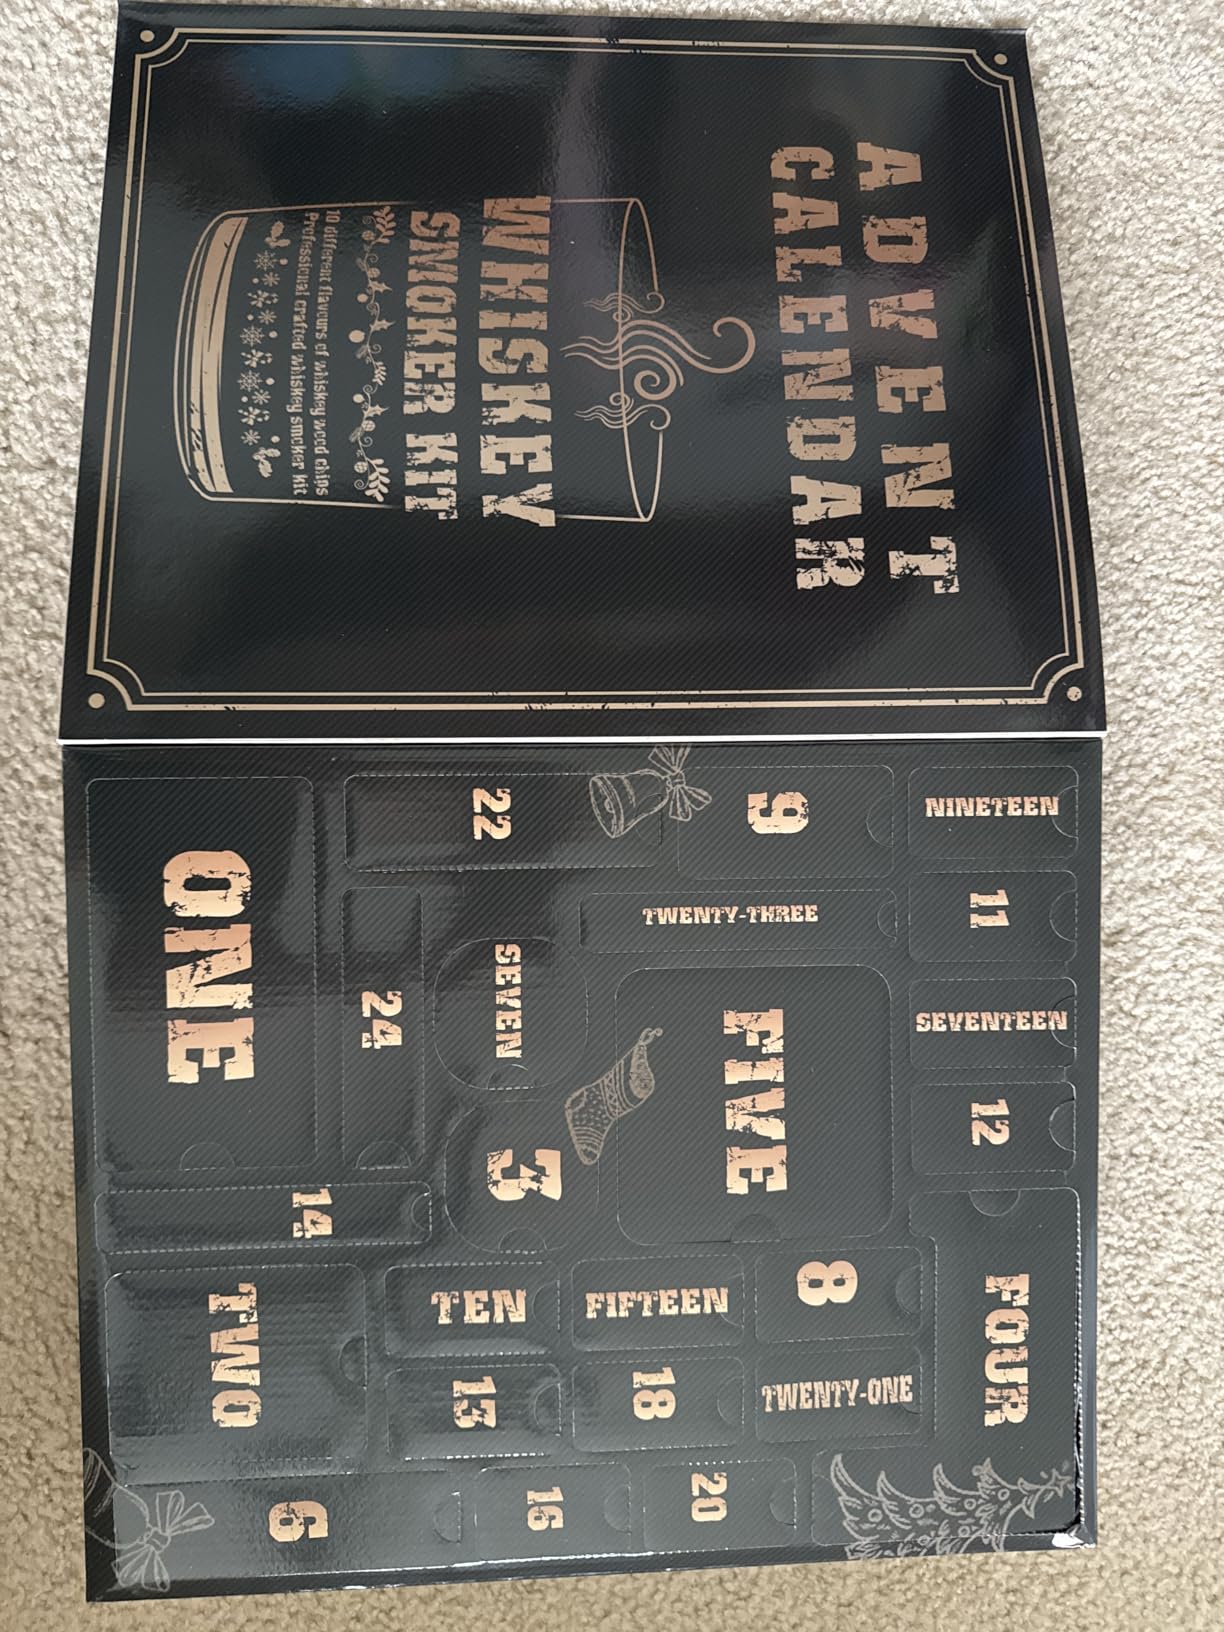 ADVENT
CALENDAR
WHISKEY
SMOKER KIT
10 different flavours of whiskey wood chips
Professional crafted whiskey smoker kit
NINETEEN
11
SEVENTEEN
12
FOUR
9
TWENTY-THREE
FIVE
8
TWENTY-ONE
FIFTEEN
18
20
22
SEVEN
3
TEN
13
16
24
14
ONE
TWO
6